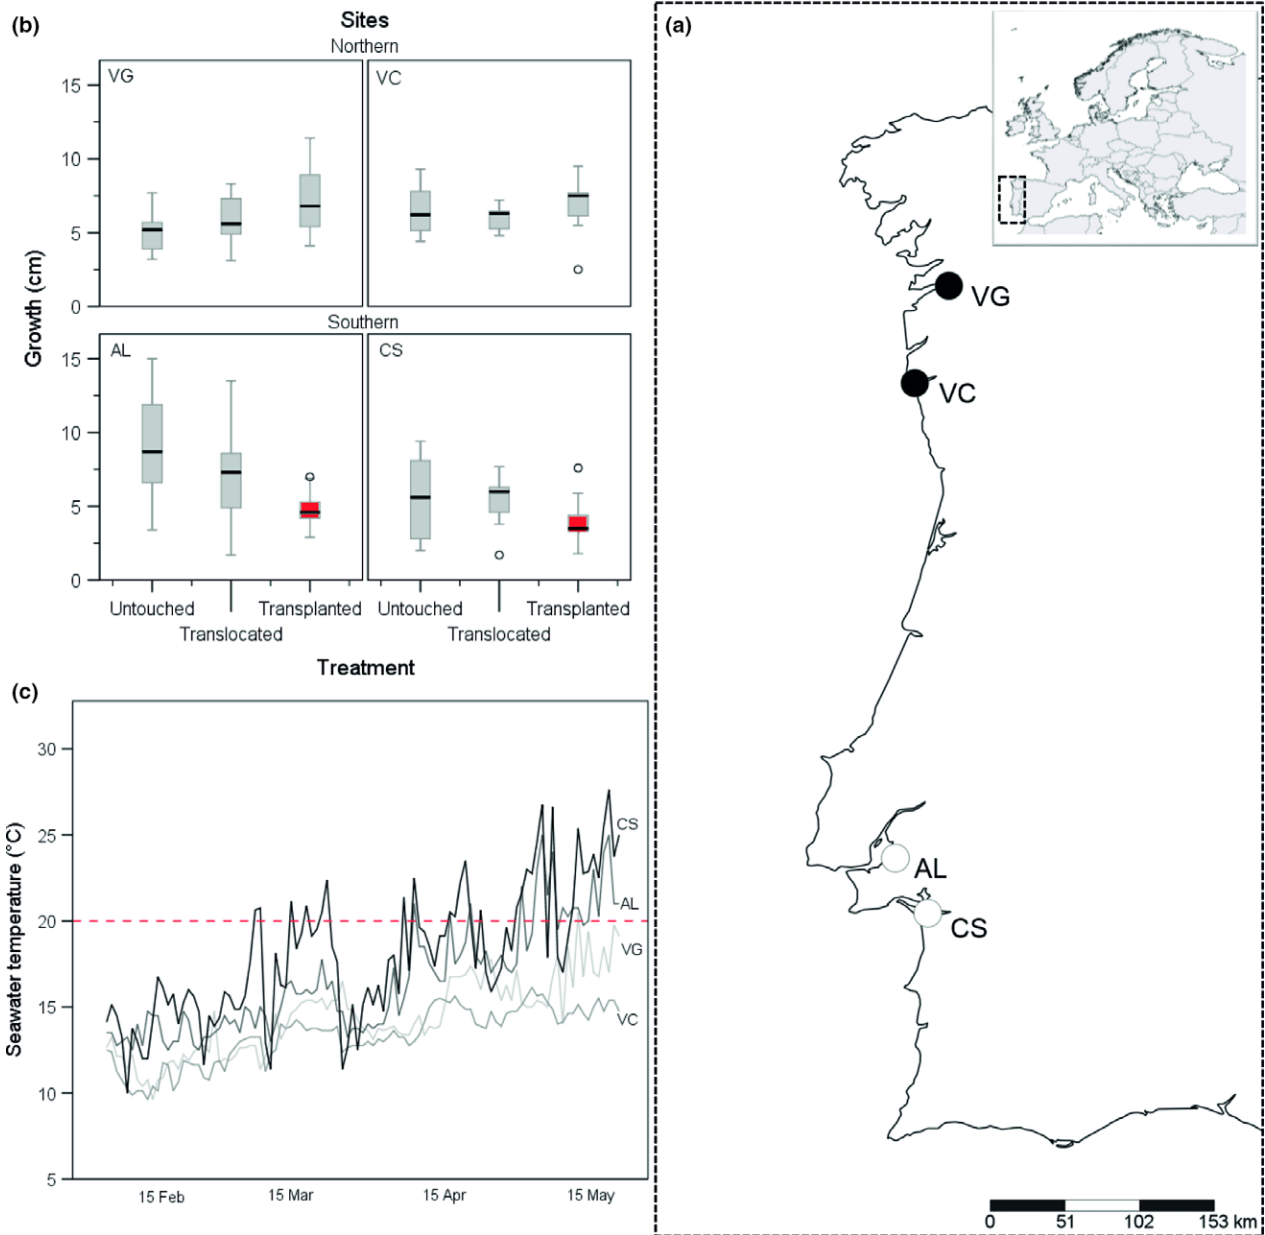 (b)
Sites
Northern
VG
VC
15
10
5
0
Southern
AL
CS
15
10
5
0
Growth (cm)
Untouched
Transplanted
Untouched
Transplanted
Translocated
Translocated
Treatment
(c)
30
25
20
15
10
5
Seawater temperature (°C)
CS
AL
VG
VC
15 Feb
15 Mar
15 Apr
15 May
(a)
VG
VC
AL
CS
0 51 102 153 km